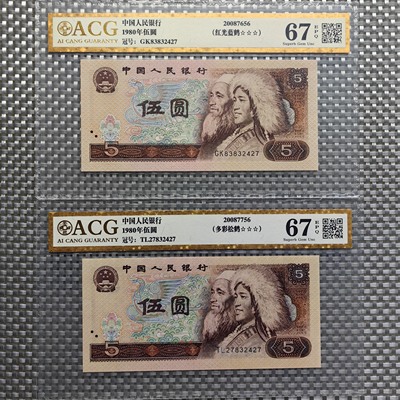 ACG
AI CANG GUARANTY
中国人民银行
1980年伍圆
冠号: GK83832427
20087656
(红光蓝鹤☆☆☆)
67 EPQ
Superb Gem Unc
中国人民银行
5
伍圆
GK83832427
5
5
ACG
AI CANG GUARANTY
中国人民银行
1980年伍圆
冠号: TL27832427
20087756
(多彩松鹤☆☆☆)
67 EPQ
Superb Gem Unc
中国人民银行
5
伍圆
TL27832427
5
5